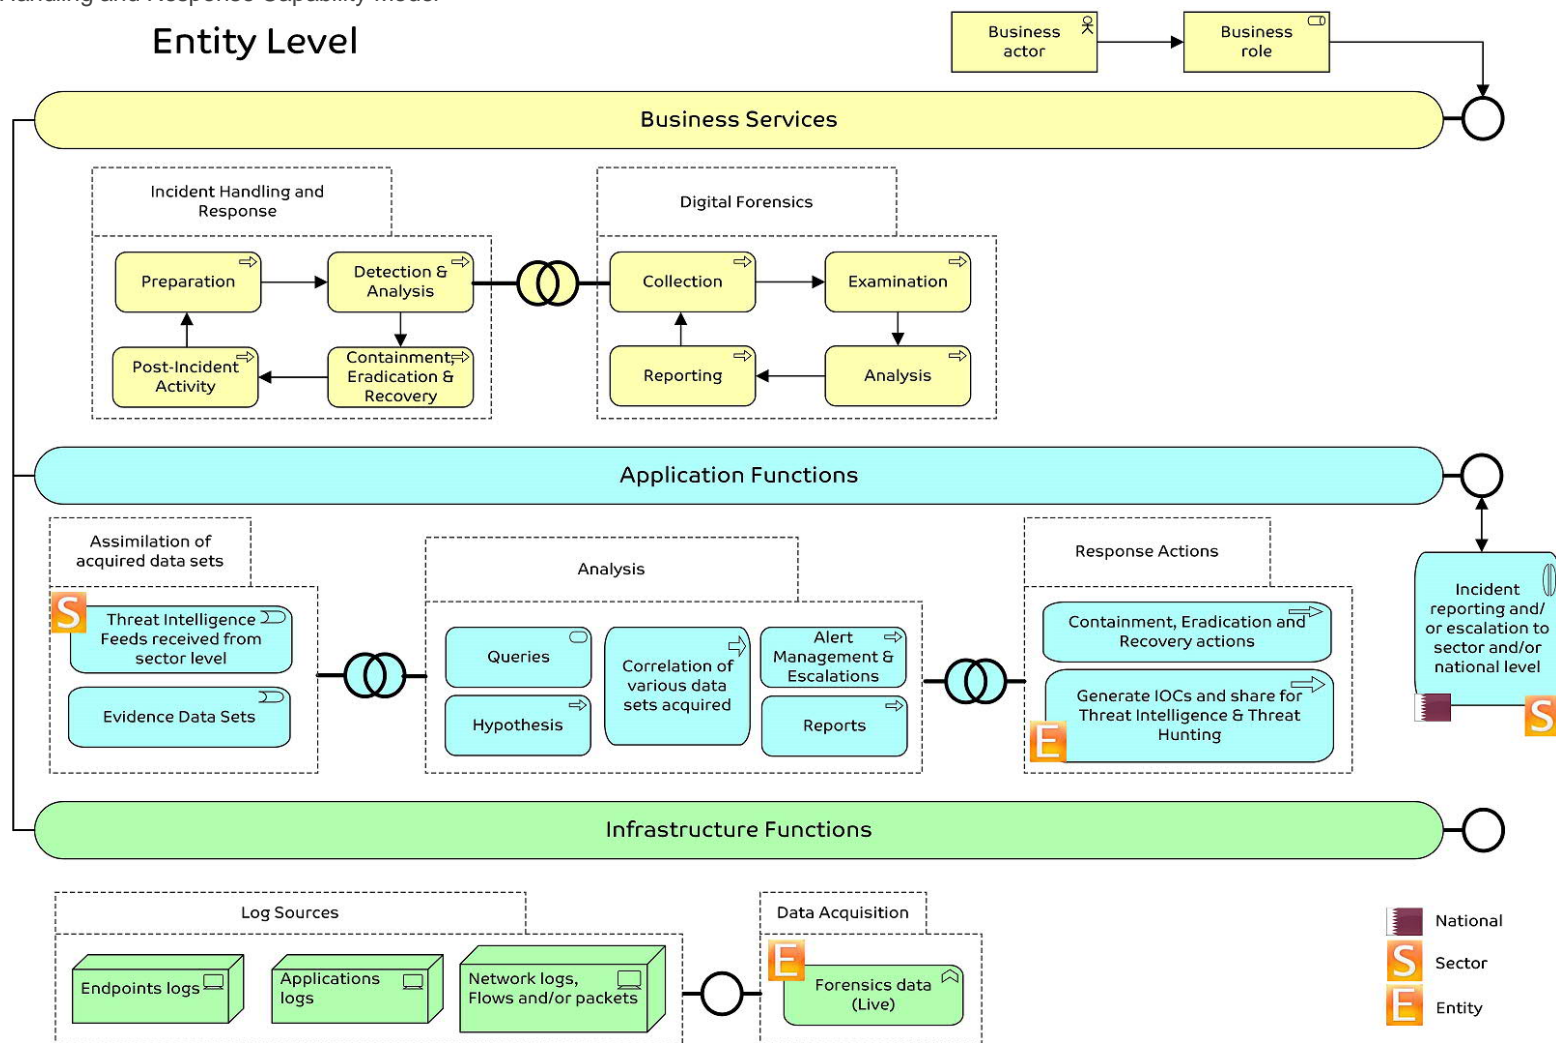 Handling and Response Capability Model
Entity Level
Business
actor
Business
role
Business Services
Incident Handling and
Response
Digital Forensics
Preparation
Detection &
Analysis
Collection
Examination
Post-Incident
Activity
Containment,
Eradication &
Recovery
Reporting
Analysis
Application Functions
Assimilation of
acquired data sets
Analysis
Response Actions
S
Threat Intelligence
Feeds received from
sector level
Evidence Data Sets
Queries
Hypothesis
Correlation of
various data
sets acquired
Alert
Management &
Escalations
Reports
Containment, Eradication and
Recovery actions
Generate IOCs and share for
Threat Intelligence & Threat
Hunting
E
Incident
reporting and/
or escalation to
sector and/or
national level
S
Infrastructure Functions
Log Sources
Data Acquisition
Endpoints logs
Applications
logs
Network logs,
Flows and/or packets
E
Forensics data
(Live)
National
S Sector
E Entity